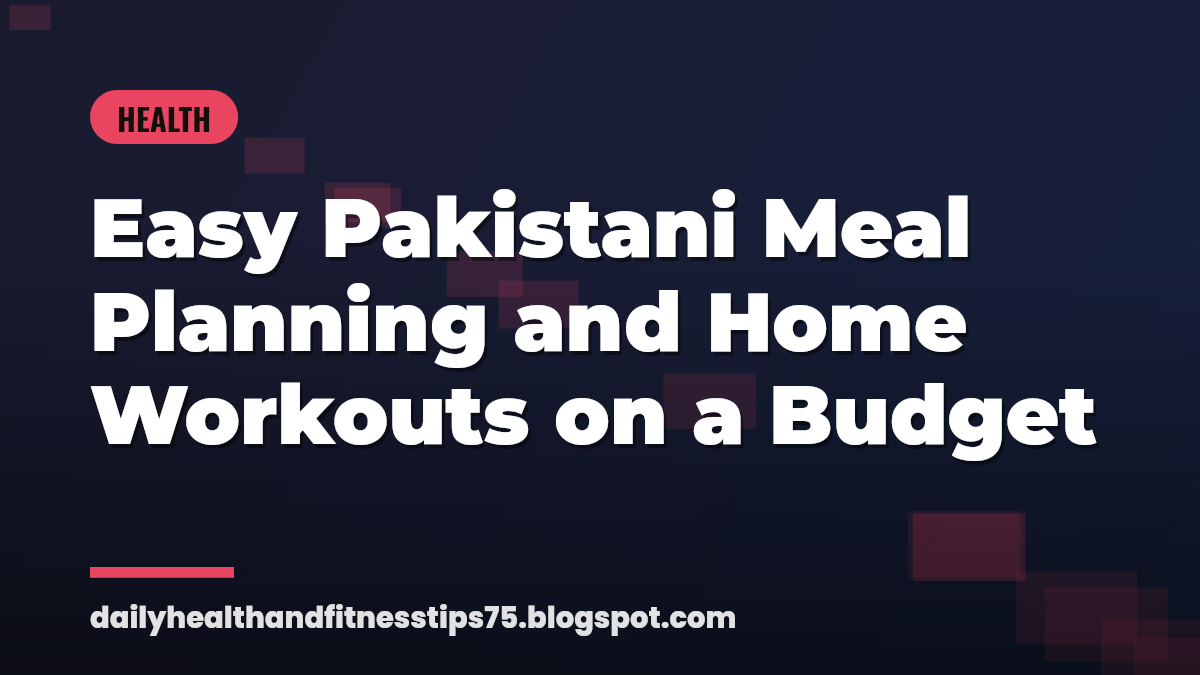 HEALTH
Easy Pakistani Meal
Planning and Home
Workouts on a Budget
dailyhealthandfitnesstips75.blogspot.com